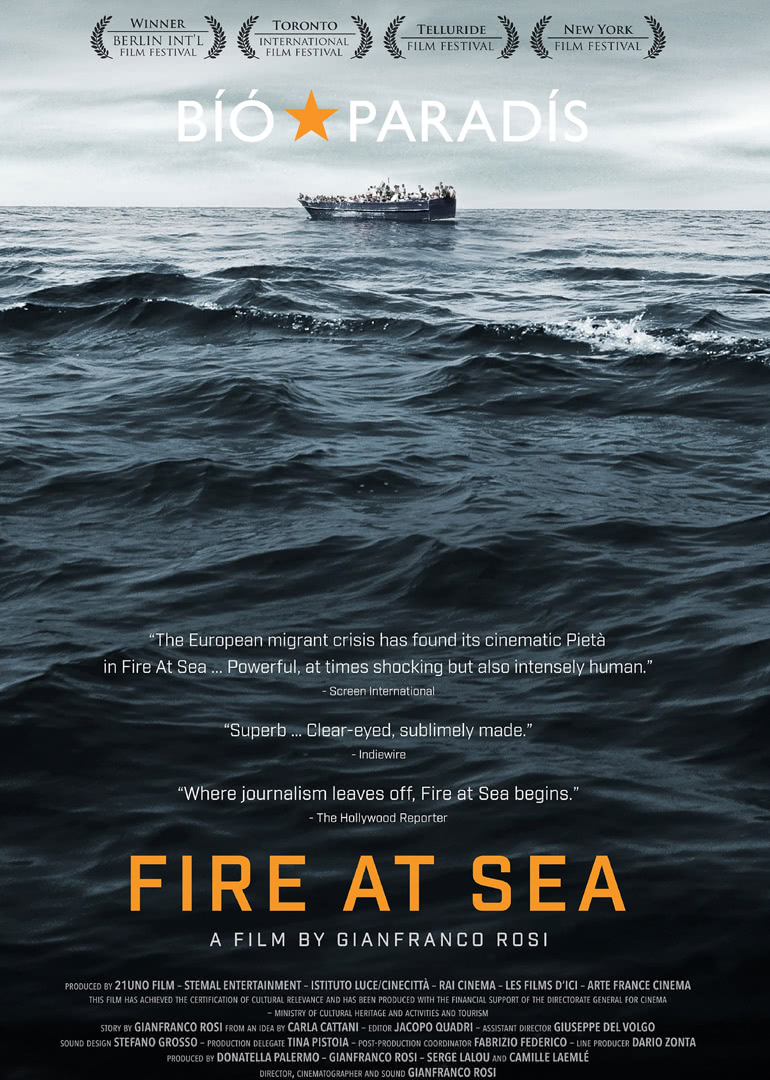 WINNER
BERLIN INT'L
FILM FESTIVAL
TORONTO
INTERNATIONAL
FILM FESTIVAL
TELLURIDE
FILM FESTIVAL
NEW YORK
FILM FESTIVAL
BÍÓ PARADÍS
“The European migrant crisis has found its cinematic Pietà
in Fire At Sea ... Powerful, at times shocking but also intensely human.”
- Screen International
“Superb ... Clear-eyed, sublimely made.”
- Indiewire
“Where journalism leaves off, Fire at Sea begins.”
- The Hollywood Reporter
FIRE AT SEA
A FILM BY GIANFRANCO ROSI
PRODUCED BY 21UNO FILM – STEMAL ENTERTAINMENT – ISTITUTO LUCE/CINECITTÀ – RAI CINEMA – LES FILMS D'ICI – ARTE FRANCE CINEMA
THIS FILM HAS ACHIEVED THE CERTIFICATION OF CULTURAL RELEVANCE AND HAS BEEN PRODUCED WITH THE FINANCIAL SUPPORT OF THE DIRECTORATE GENERAL FOR CINEMA
– MINISTRY OF CULTURAL HERITAGE AND ACTIVITIES AND TOURISM
STORY BY GIANFRANCO ROSI FROM AN IDEA BY CARLA CATTANI – EDITOR JACOPO QUADRI – ASSISTANT DIRECTOR GIUSEPPE DEL VOLGO
SOUND DESIGN STEFANO GROSSO – PRODUCTION DELEGATE TINA PISTOIA – POST-PRODUCTION COORDINATOR FABRIZIO FEDERICO – LINE PRODUCER DARIO ZONTA
PRODUCED BY DONATELLA PALERMO – GIANFRANCO ROSI – SERGE LALOU AND CAMILLE LAEMLÉ
DIRECTOR, CINEMATOGRAPHER AND SOUND GIANFRANCO ROSI